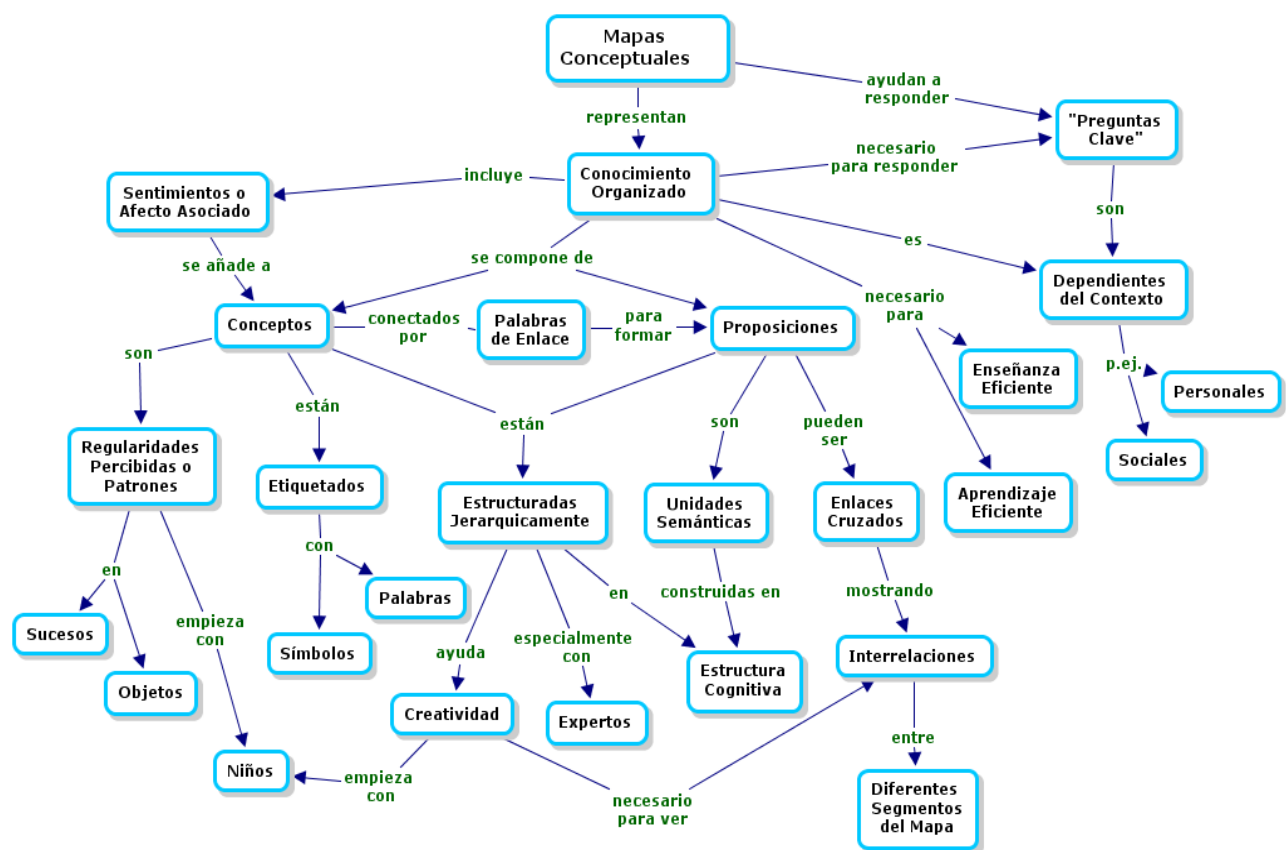 Mapas
Conceptuales
ayudan a
responder
representan
"Preguntas
Clave"
necesario
para responder
Conocimiento
Organizado
incluye
Sentimientos o
Afecto Asociado
son
es
se añade a
se compone de
Dependientes
del Contexto
necesario
para
Conceptos
conectados
por
Palabras
de Enlace
para
formar
Proposiciones
son
Enseñanza
Eficiente
p.ej.
Personales
están
están
son
pueden
ser
Regularidades
Percibidas o
Patrones
Etiquetados
Sociales
Estructuradas
Jerarquicamente
Unidades
Semánticas
Enlaces
Cruzados
Aprendizaje
Eficiente
en
con
Palabras
en
construidas en
mostrando
Sucesos
empieza
con
Símbolos
ayuda
especialmente
con
Estructura
Cognitiva
Interrelaciones
Objetos
Creatividad
Expertos
entre
Niños
empieza
con
necesario
para ver
Diferentes
Segmentos
del Mapa